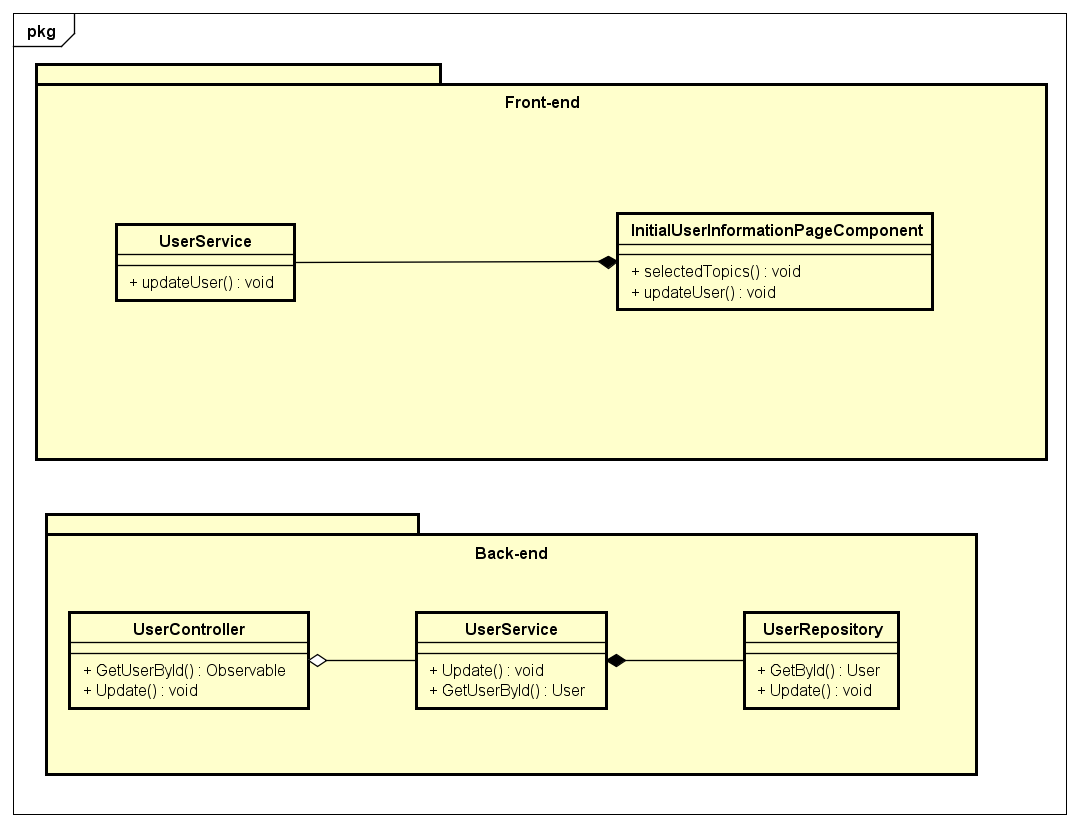 pkg
Front-end
UserService
+ updateUser() : void
InitialUserInformationPageComponent
+ selectedTopics() : void
+ updateUser() : void
Back-end
UserController
+ GetUserById() : Observable
+ Update() : void
UserService
+ Update() : void
+ GetUserById() : User
UserRepository
+ GetById() : User
+ Update() : void